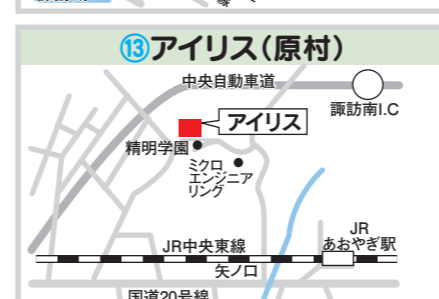 ⑬アイリス(原村)
中央自動車道
諏訪南I.C
アイリス
精明学園
ミクロ
エンジニア
リング
JR
あおやぎ駅
JR中央東線
矢ノ口
国道20号線